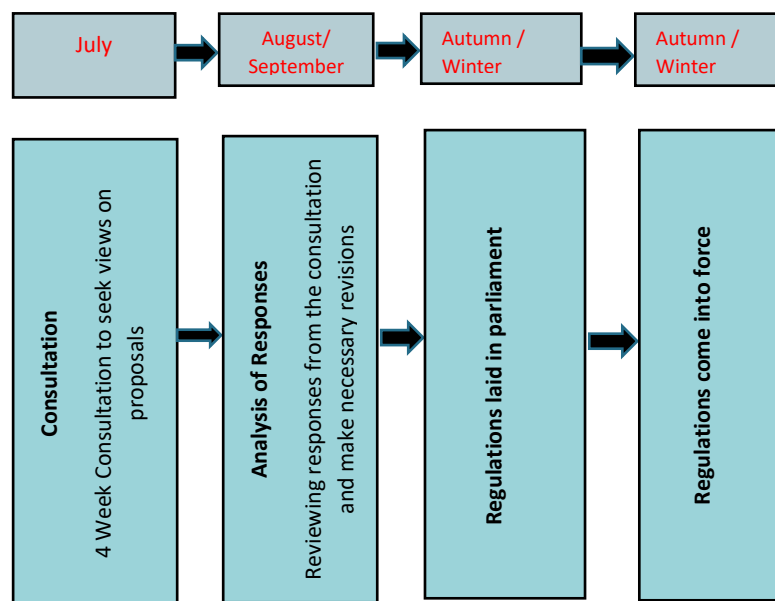 July
August/
September
Autumn /
Winter
Autumn /
Winter
Consultation
4 Week Consultation to seek views on
proposals
Analysis of Responses
Reviewing responses from the consultation
and make necessary revisions
Regulations laid in parliament
Regulations come into force